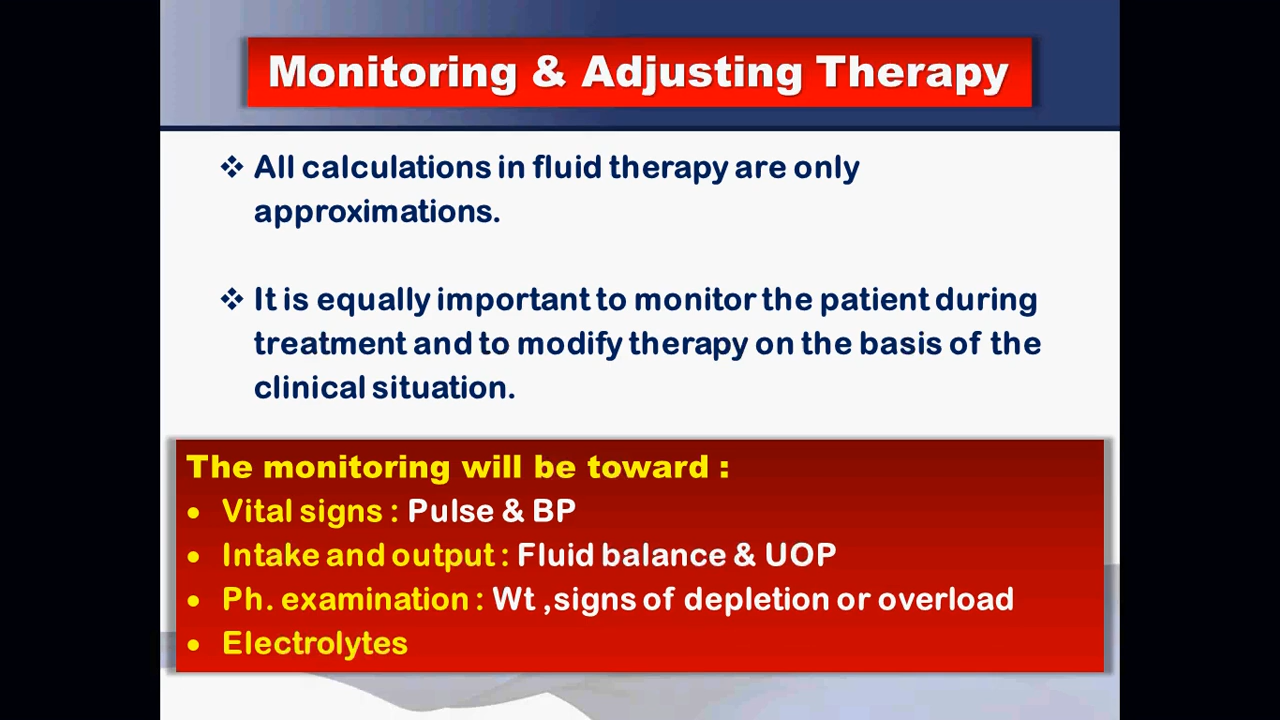 Monitoring & Adjusting Therapy
❖ All calculations in fluid therapy are only
approximations.
❖ It is equally important to monitor the patient during
treatment and to modify therapy on the basis of the
clinical situation.
The monitoring will be toward :
• Vital signs : Pulse & BP
• Intake and output : Fluid balance & UOP
• Ph. examination : Wt ,signs of depletion or overload
• Electrolytes